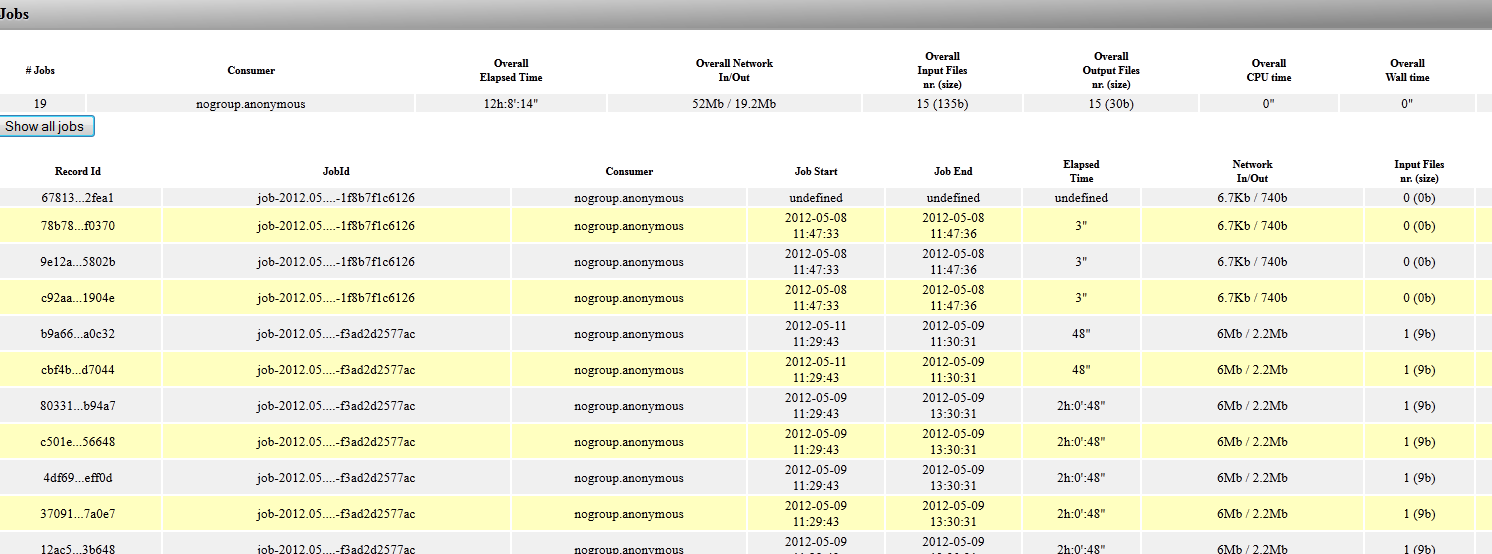 Jobs
# Jobs Consumer Overall Elapsed Time Overall Network In/Out Overall Input Files nr. (size) Overall Output Files nr. (size) Overall CPU time Overall Wall time
19 nogroup.anonymous 12h:8':14" 52Mb / 19.2Mb 15 (135b) 15 (30b) 0" 0"
Show all jobs
Record Id JobId Consumer Job Start Job End Elapsed Time Network In/Out Input Files nr. (size)
67813...2fea1 job-2012.05....-1f8b7f1c6126 nogroup.anonymous undefined undefined undefined 6.7Kb / 740b 0 (0b)
78b78...f0370 job-2012.05....-1f8b7f1c6126 nogroup.anonymous 2012-05-08 11:47:33 2012-05-08 11:47:36 3" 6.7Kb / 740b 0 (0b)
9e12a...5802b job-2012.05....-1f8b7f1c6126 nogroup.anonymous 2012-05-08 11:47:33 2012-05-08 11:47:36 3" 6.7Kb / 740b 0 (0b)
c92aa...1904e job-2012.05....-1f8b7f1c6126 nogroup.anonymous 2012-05-08 11:47:33 2012-05-08 11:47:36 3" 6.7Kb / 740b 0 (0b)
b9a66...a0c32 job-2012.05....-f3ad2d2577ac nogroup.anonymous 2012-05-11 11:29:43 2012-05-09 11:30:31 48" 6Mb / 2.2Mb 1 (9b)
cbf4b...d7044 job-2012.05....-f3ad2d2577ac nogroup.anonymous 2012-05-11 11:29:43 2012-05-09 11:30:31 48" 6Mb / 2.2Mb 1 (9b)
80331...b94a7 job-2012.05....-f3ad2d2577ac nogroup.anonymous 2012-05-09 11:29:43 2012-05-09 13:30:31 2h:0':48" 6Mb / 2.2Mb 1 (9b)
c501e...56648 job-2012.05....-f3ad2d2577ac nogroup.anonymous 2012-05-09 11:29:43 2012-05-09 13:30:31 2h:0':48" 6Mb / 2.2Mb 1 (9b)
4df69...eff0d job-2012.05....-f3ad2d2577ac nogroup.anonymous 2012-05-09 11:29:43 2012-05-09 13:30:31 2h:0':48" 6Mb / 2.2Mb 1 (9b)
37091...7a0e7 job-2012.05....-f3ad2d2577ac nogroup.anonymous 2012-05-09 11:29:43 2012-05-09 13:30:31 2h:0':48" 6Mb / 2.2Mb 1 (9b)
12ac5...3b648 job-2012.05....-f3ad2d2577ac nogroup.anonymous 2012-05-09 2012-05-09 2h:0':48" 6Mb / 2.2Mb 1 (9b)